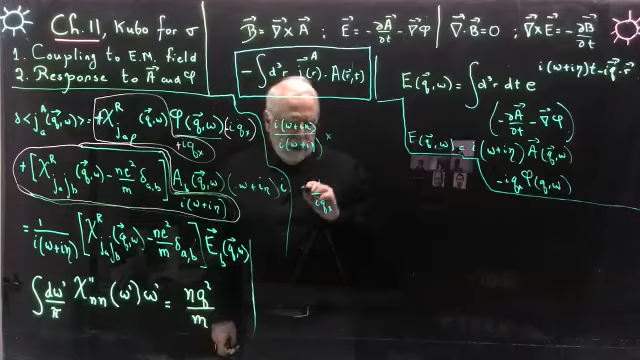 Ch. 11, Kubo for σ
1. Coupling to E.M. field
2. Response to A⃗ and φ
B⃗ = ∇⃗ × A⃗ ; E⃗ = -∂A⃗/∂t - ∇⃗φ
∇⃗·B⃗ = 0 ; ∇⃗×E⃗ = -∂B⃗/∂t
-∫d³r j⃗^A(r⃗)·A⃗(r⃗,t)
E⃗(q⃗,ω) = ∫d³r dt e^{i(ω+iη)t - iq⃗·r⃗}
(-∂A⃗/∂t - ∇⃗φ)
E⃗(q⃗,ω) = i(ω+iη) A⃗(q⃗,ω)
-iq⃗ φ(q,ω)
δ<j_a^A(q⃗,ω)> = +χ^R_{j_a ρ}(q⃗,ω) φ(q⃗,ω)
i(ω+iη)/i(ω+iη) ×
+[χ^R_{j_a j_b}(q⃗,ω) - ne²/m δ_{a,b}] A_b(q⃗,ω) (ω+iη)i / i(ω+iη)
= 1/i(ω+iη) [χ^R_{j_a j_b}(q⃗,ω) - ne²/m δ_{a,b}] E⃗_b(q⃗,ω)
∫ dω'/π χ''_{nn}(ω')ω' = nq²/m